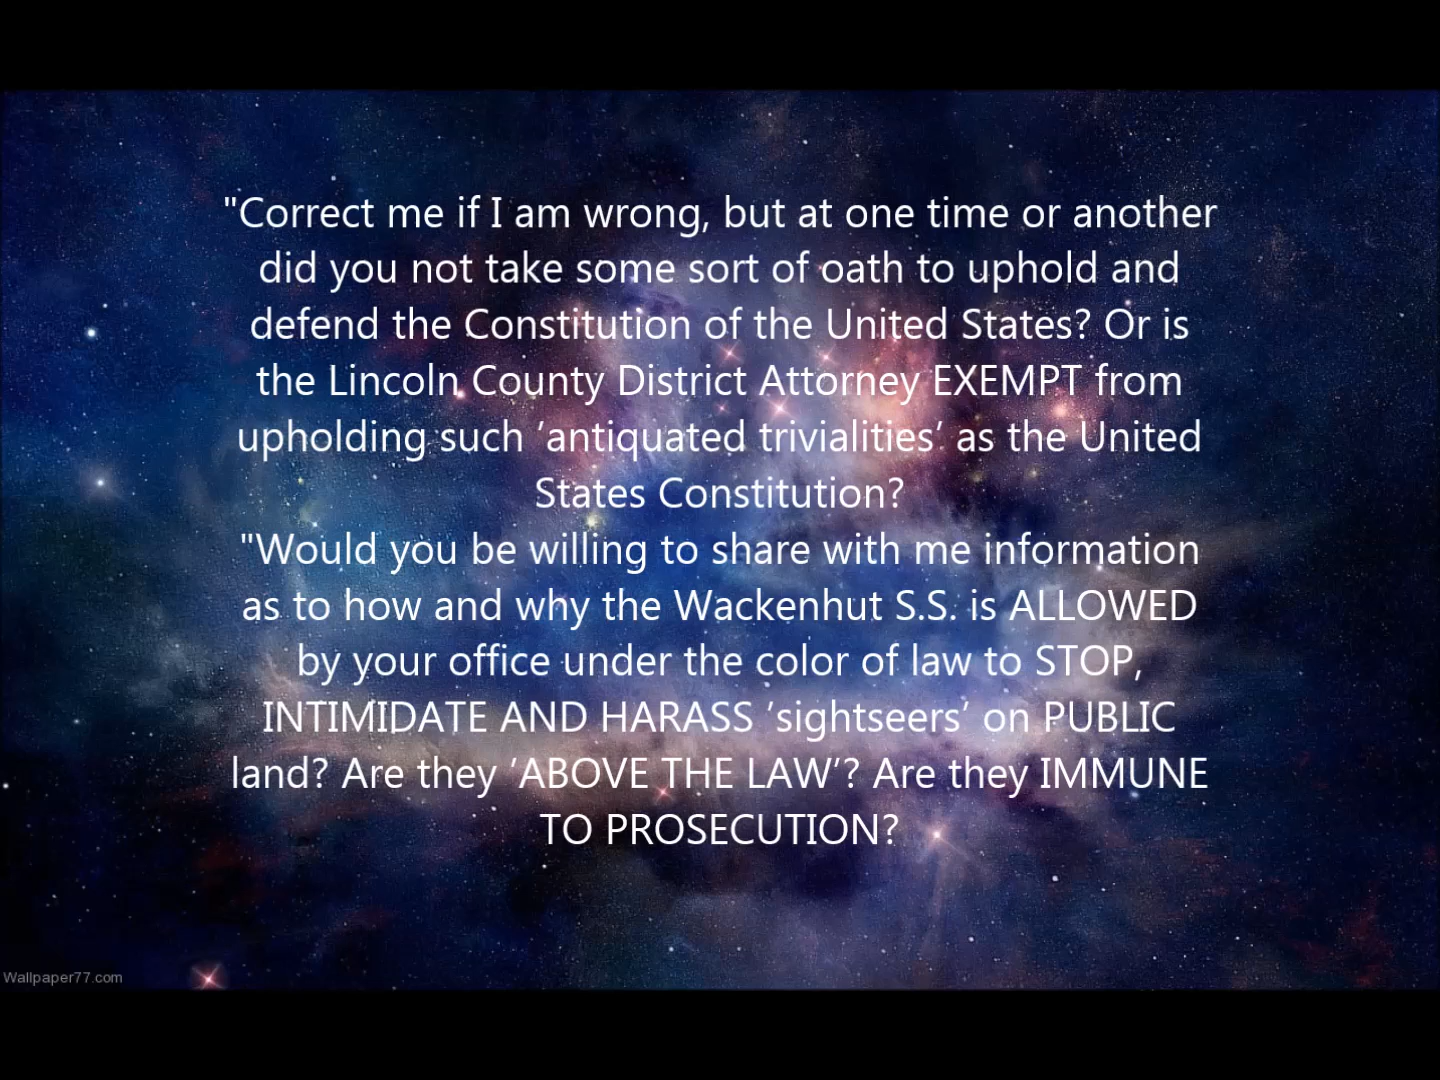 "Correct me if I am wrong, but at one time or another
did you not take some sort of oath to uphold and
defend the Constitution of the United States? Or is
the Lincoln County District Attorney EXEMPT from
upholding such ‘antiquated trivialities’ as the United
States Constitution?
"Would you be willing to share with me information
as to how and why the Wackenhut S.S. is ALLOWED
by your office under the color of law to STOP,
INTIMIDATE AND HARASS ‘sightseers’ on PUBLIC
land? Are they ‘ABOVE THE LAW’? Are they IMMUNE
TO PROSECUTION?
Wallpaper77.com